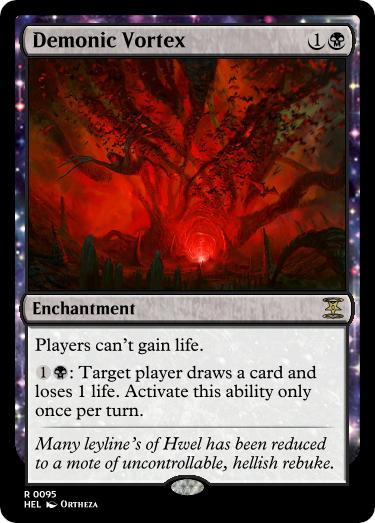 Demonic Vortex 1
Enchantment
Players can't gain life.
1 : Target player draws a card and
loses 1 life. Activate this ability only
once per turn.
Many leyline's of Hwel has been reduced
to a mote of uncontrollable, hellish rebuke.
R 0095
HEL Ortheza